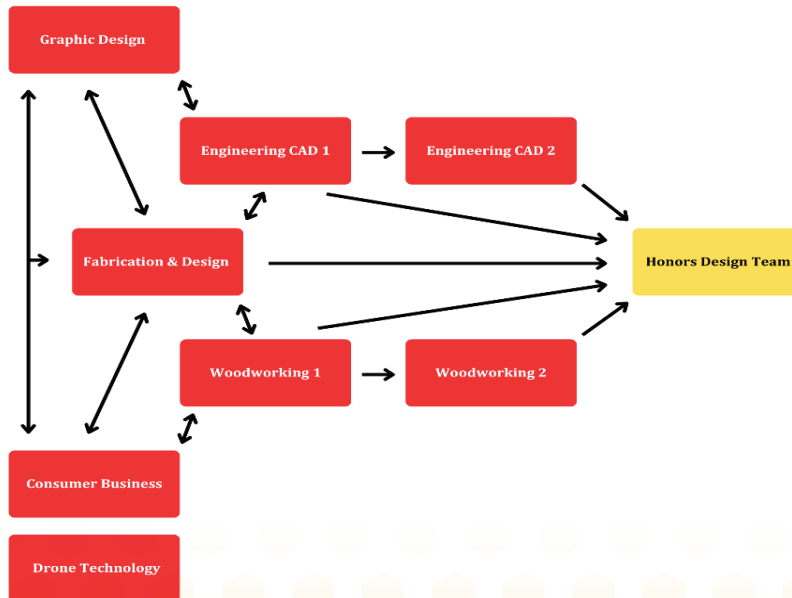 Graphic Design
Engineering CAD 1
Engineering CAD 2
Fabrication & Design
Honors Design Team
Woodworking 1
Woodworking 2
Consumer Business
Drone Technology